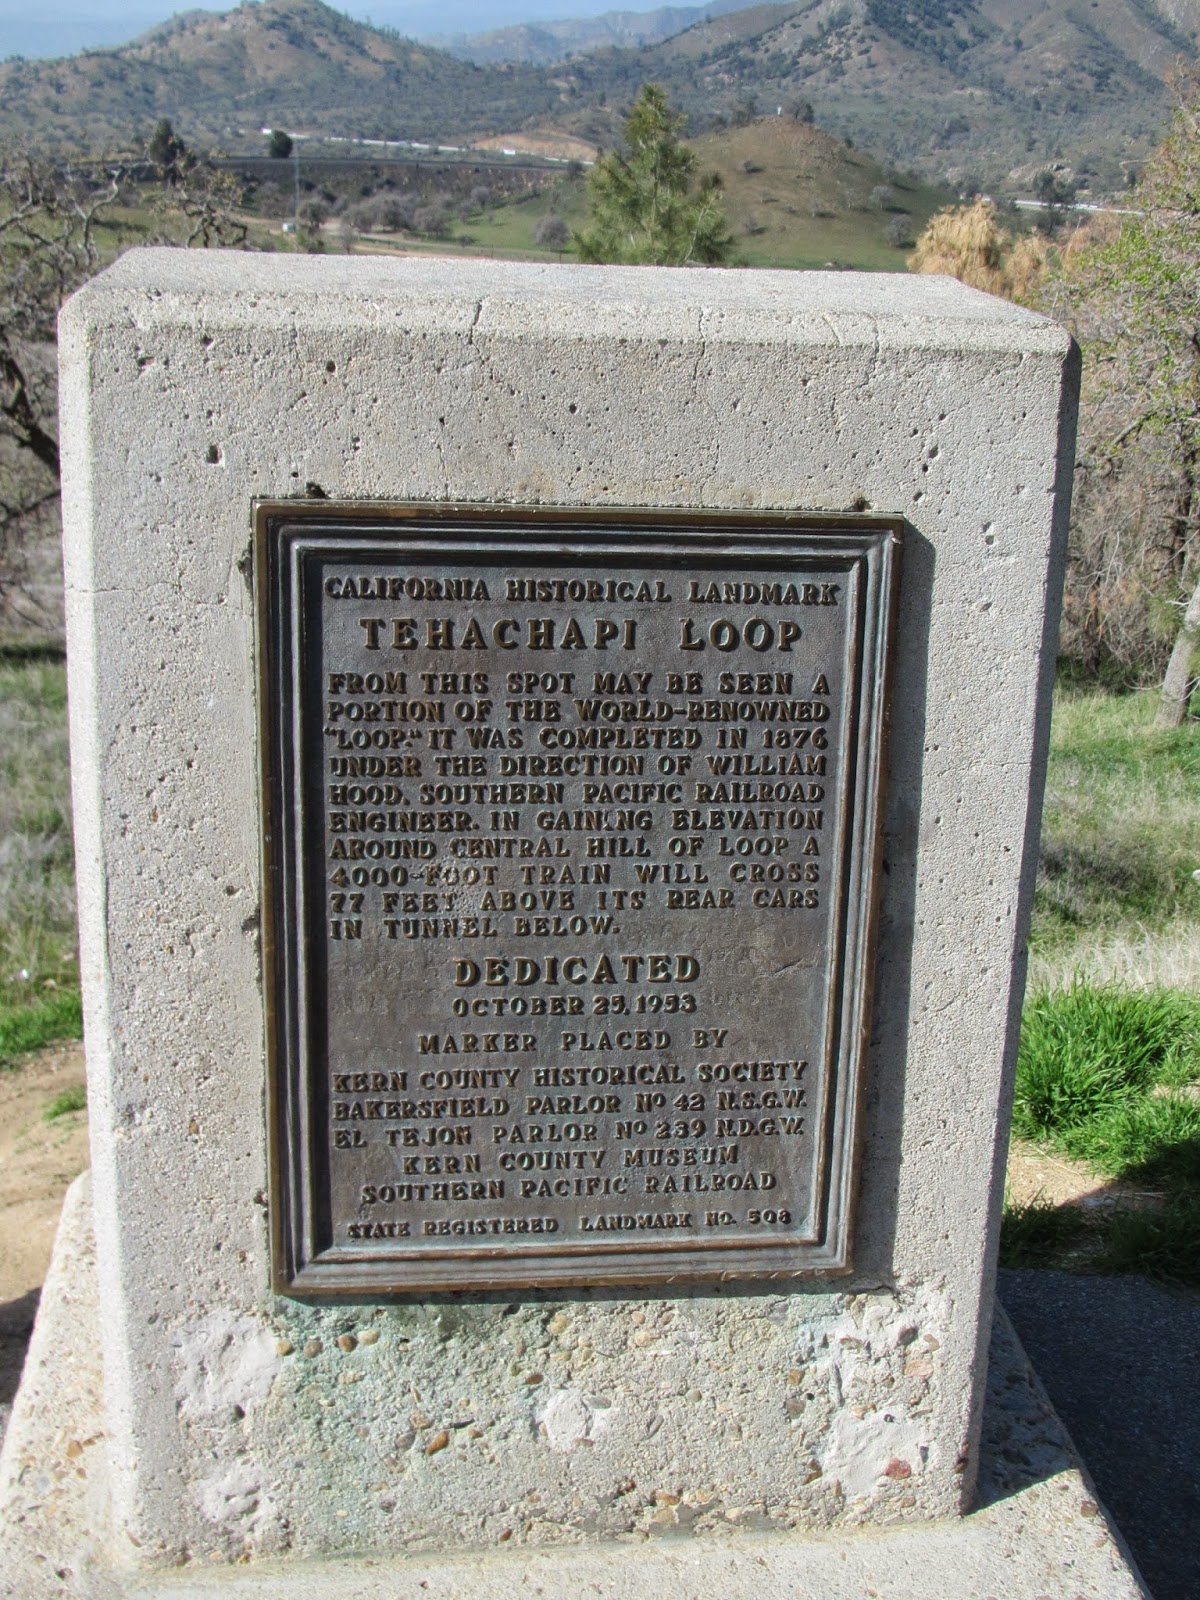 CALIFORNIA HISTORICAL LANDMARK
TEHACHAPI LOOP
FROM THIS SPOT MAY BE SEEN A
PORTION OF THE WORLD-RENOWNED
"LOOP." IT WAS COMPLETED IN 1876
UNDER THE DIRECTION OF WILLIAM
HOOD, SOUTHERN PACIFIC RAILROAD
ENGINEER. IN GAINING ELEVATION
AROUND CENTRAL HILL OF LOOP A
4000-FOOT TRAIN WILL CROSS
77 FEET ABOVE ITS REAR CARS
IN TUNNEL BELOW.
DEDICATED
OCTOBER 25, 1953
MARKER PLACED BY
KERN COUNTY HISTORICAL SOCIETY
BAKERSFIELD PARLOR Nº 42 N.S.G.W.
EL TEJON PARLOR Nº 239 N.D.G.W.
KERN COUNTY MUSEUM
SOUTHERN PACIFIC RAILROAD
STATE REGISTERED LANDMARK NO. 508